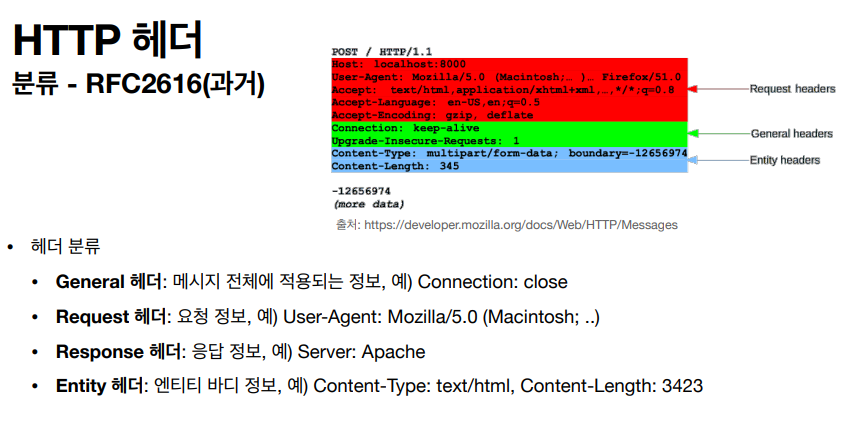 HTTP 헤더
분류 - RFC2616(과거)
POST / HTTP/1.1
Host: localhost:8000
User-Agent: Mozilla/5.0 (Macintosh;… )… Firefox/51.0
Accept: text/html,application/xhtml+xml,…,*/*;q=0.8
Accept-Language: en-US,en;q=0.5
Accept-Encoding: gzip, deflate
Connection: keep-alive
Upgrade-Insecure-Requests: 1
Content-Type: multipart/form-data; boundary=-12656974
Content-Length: 345
-12656974
(more data)
Request headers
General headers
Entity headers
출처: https://developer.mozilla.org/docs/Web/HTTP/Messages
• 헤더 분류
• General 헤더: 메시지 전체에 적용되는 정보, 예) Connection: close
• Request 헤더: 요청 정보, 예) User-Agent: Mozilla/5.0 (Macintosh; ..)
• Response 헤더: 응답 정보, 예) Server: Apache
• Entity 헤더: 엔티티 바디 정보, 예) Content-Type: text/html, Content-Length: 3423